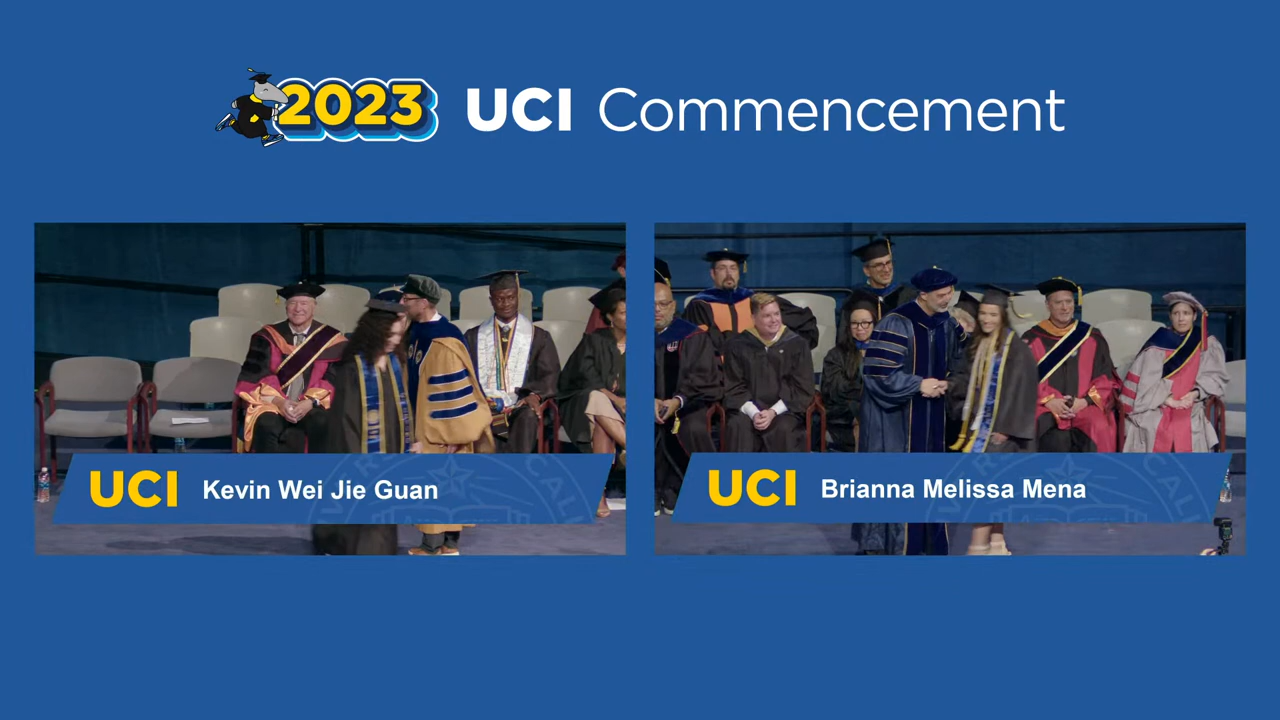 2023 UCI Commencement
UCI Kevin Wei Jie Guan
UCI Brianna Melissa Mena